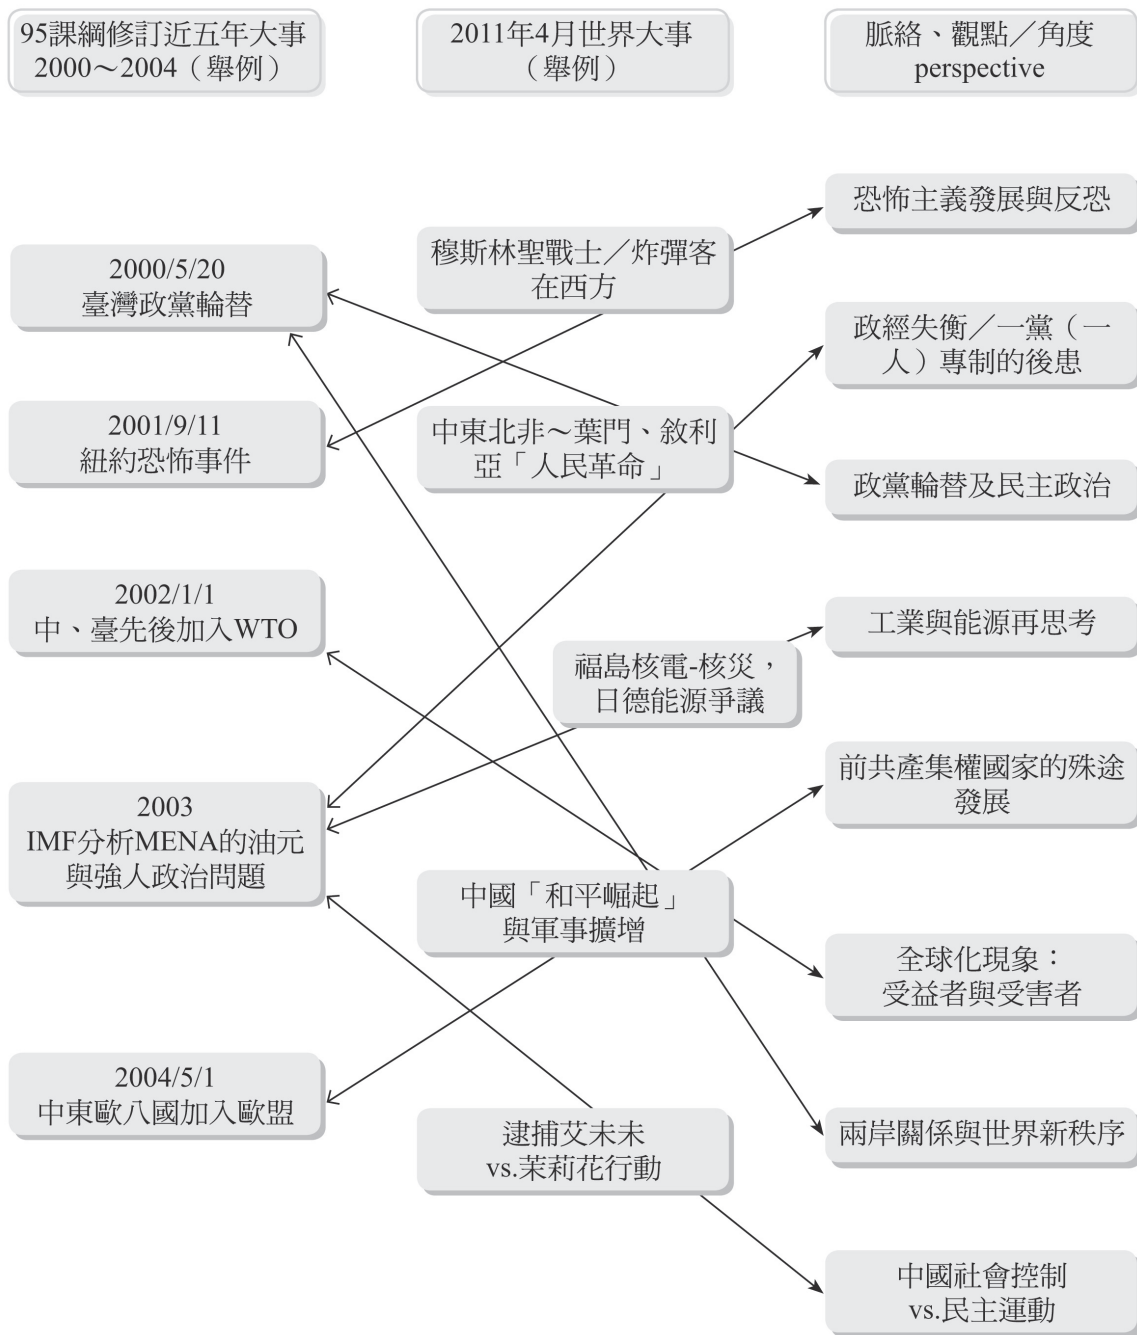 95課綱修訂近五年大事
2000～2004（舉例）
2011年4月世界大事
（舉例）
脈絡、觀點／角度
perspective
2000/5/20
臺灣政黨輪替
2001/9/11
紐約恐怖事件
2002/1/1
中、臺先後加入WTO
2003
IMF分析MENA的油元
與強人政治問題
2004/5/1
中東歐八國加入歐盟
穆斯林聖戰士／炸彈客
在西方
中東北非～葉門、敘利
亞「人民革命」
福島核電-核災，
日德能源爭議
中國「和平崛起」
與軍事擴增
逮捕艾未未
vs.茉莉花行動
恐怖主義發展與反恐
政經失衡／一黨（一
人）專制的後患
政黨輪替及民主政治
工業與能源再思考
前共產集權國家的殊途
發展
全球化現象：
受益者與受害者
兩岸關係與世界新秩序
中國社會控制
vs.民主運動